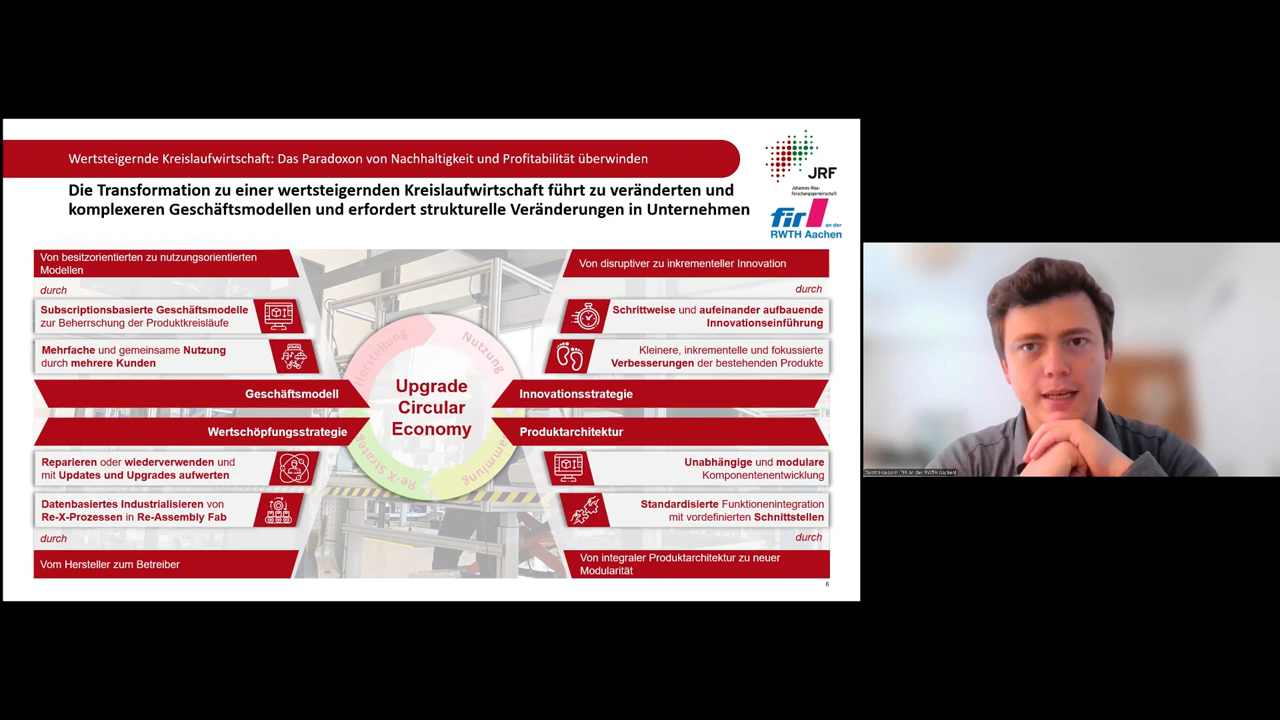 Wertsteigernde Kreislaufwirtschaft: Das Paradoxon von Nachhaltigkeit und Profitabilität überwinden
Die Transformation zu einer wertsteigernden Kreislaufwirtschaft führt zu veränderten und
komplexeren Geschäftsmodellen und erfordert strukturelle Veränderungen in Unternehmen
JRF
Johannes-Rau-
Forschungsgemeinschaft
fir an der
RWTH Aachen
Von besitzorientierten zu nutzungsorientierten
Modellen
durch
Subscriptionsbasierte Geschäftsmodelle
zur Beherrschung der Produktkreisläufe
Mehrfache und gemeinsame Nutzung
durch mehrere Kunden
Geschäftsmodell
Von disruptiver zu inkrementeller Innovation
durch
Schrittweise und aufeinander aufbauende
Innovationseinführung
Kleinere, inkrementelle und fokussierte
Verbesserungen der bestehenden Produkte
Innovationsstrategie
Upgrade
Circular
Economy
Nutzung
Wertschöpfungsstrategie
Reparieren oder wiederverwenden und
mit Updates und Upgrades aufwerten
Datenbasiertes Industrialisieren von
Re-X-Prozessen in Re-Assembly Fab
durch
Vom Hersteller zum Betreiber
Produktarchitektur
Unabhängige und modulare
Komponentenentwicklung
Standardisierte Funktionenintegration
mit vordefinierten Schnittstellen
durch
Von integraler Produktarchitektur zu neuer
Modularität
6